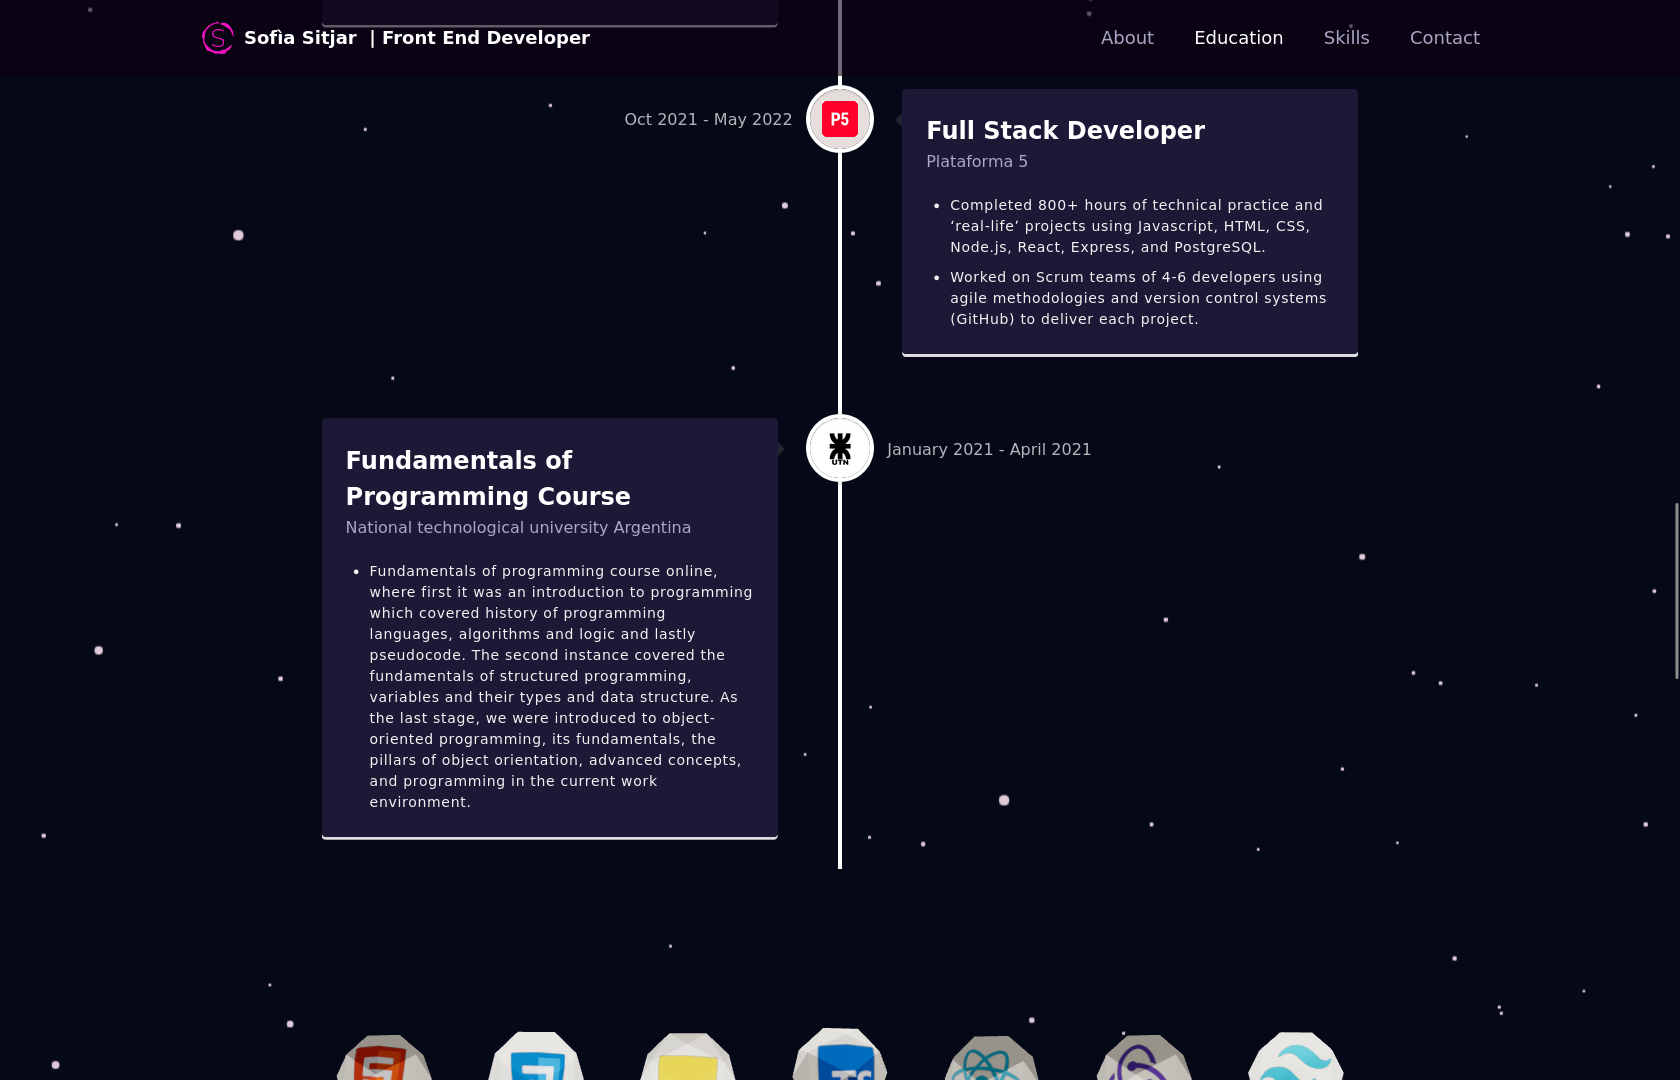 Sofìa Sitjar | Front End Developer
About
Education
Skills
Contact
Oct 2021 - May 2022
P5
Full Stack Developer
Plataforma 5
• Completed 800+ hours of technical practice and
‘real-life’ projects using Javascript, HTML, CSS,
Node.js, React, Express, and PostgreSQL.
• Worked on Scrum teams of 4-6 developers using
agile methodologies and version control systems
(GitHub) to deliver each project.
Fundamentals of
Programming Course
National technological university Argentina
• Fundamentals of programming course online,
where first it was an introduction to programming
which covered history of programming
languages, algorithms and logic and lastly
pseudocode. The second instance covered the
fundamentals of structured programming,
variables and their types and data structure. As
the last stage, we were introduced to object-
oriented programming, its fundamentals, the
pillars of object orientation, advanced concepts,
and programming in the current work
environment.
UTN
January 2021 - April 2021
TS